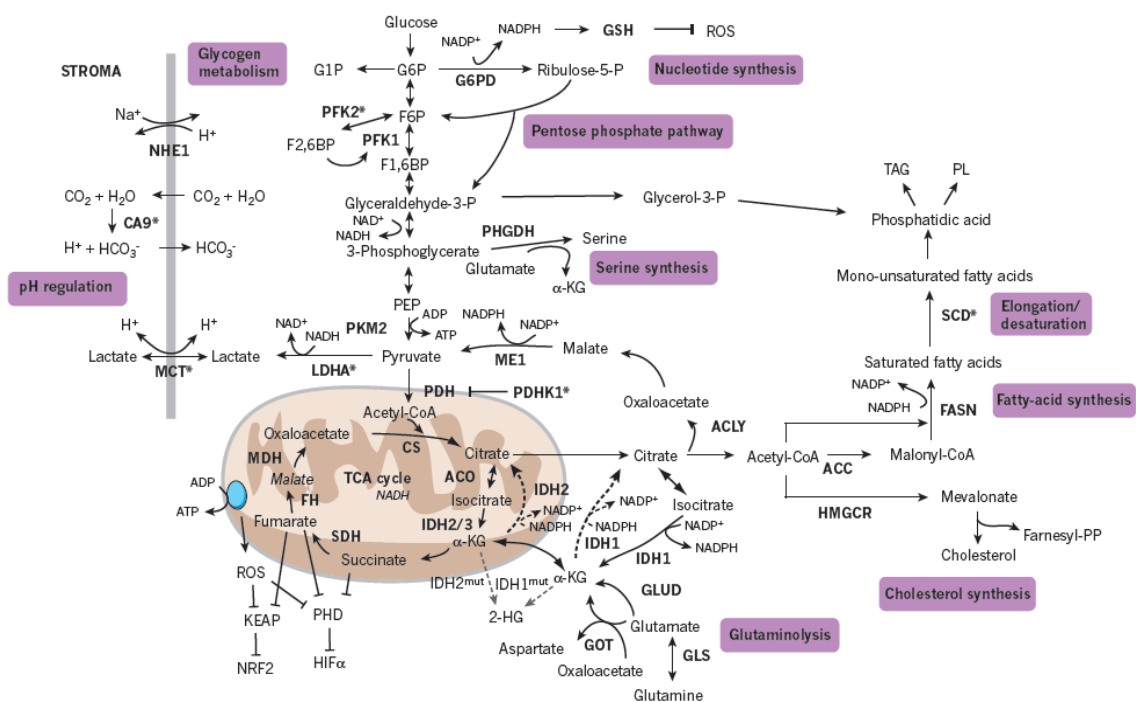 Glucose
NADPH
NADP⁺
GSH
ROS
Glycogen
metabolism
STROMA
G1P
G6P
G6PD
Ribulose-5-P
Nucleotide synthesis
Na⁺
H⁺
NHE1
PFK2*
F6P
F2,6BP
PFK1
F1,6BP
Pentose phosphate pathway
TAG
PL
CO₂ + H₂O
CO₂ + H₂O
CA9*
H⁺ + HCO₃⁻
HCO₃⁻
Glyceraldehyde-3-P
Glycerol-3-P
Phosphatidic acid
NAD⁺
NADH
3-Phosphoglycerate
PHGDH
Serine
Glutamate
α-KG
Serine synthesis
Mono-unsaturated fatty acids
pH regulation
PEP
ADP
ATP
PKM2
SCD*
Elongation/
desaturation
H⁺
H⁺
Lactate
MCT*
Lactate
NAD⁺
NADH
LDHA*
Pyruvate
NADPH
NADP⁺
ME1
Malate
Saturated fatty acids
NADP⁺
NADPH
FASN
Fatty-acid synthesis
PDH
PDHK1*
Acetyl-CoA
Oxaloacetate
Oxaloacetate
CS
Citrate
Citrate
ACLY
Acetyl-CoA
ACC
Malonyl-CoA
MDH
Malate
TCA cycle
NADH
ACO
Isocitrate
IDH2
NADP⁺
NADPH
NADP⁺
NADPH
IDH1
Isocitrate
NADP⁺
NADPH
IDH1
HMGCR
Mevalonate
Farnesyl-PP
Cholesterol
Cholesterol synthesis
ADP
ATP
FH
Fumarate
SDH
Succinate
IDH2/3
α-KG
α-KG
IDH2ᵐᵘᵗ
IDH1ᵐᵘᵗ
2-HG
ROS
KEAP
NRF2
PHD
HIFα
GLUD
Glutamate
Aspartate
GOT
Oxaloacetate
GLS
Glutamine
Glutaminolysis